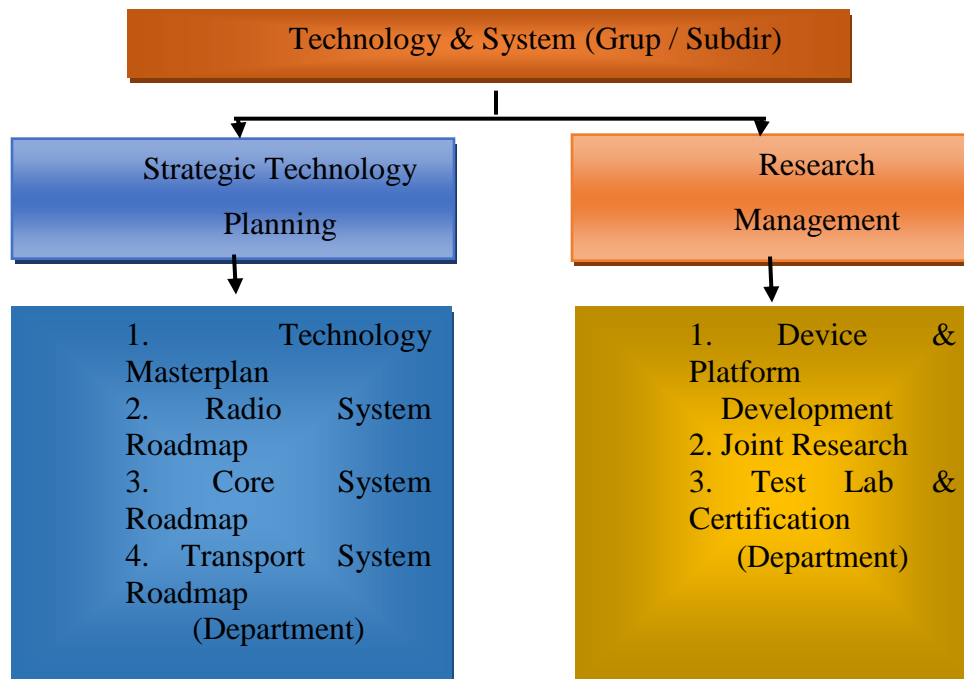 Technology & System (Grup / Subdir)
Strategic Technology
Planning
Research
Management
1. Technology
Masterplan
2. Radio System
Roadmap
3. Core System
Roadmap
4. Transport System
Roadmap
(Department)
1. Device &
Platform
Development
2. Joint Research
3. Test Lab &
Certification
(Department)